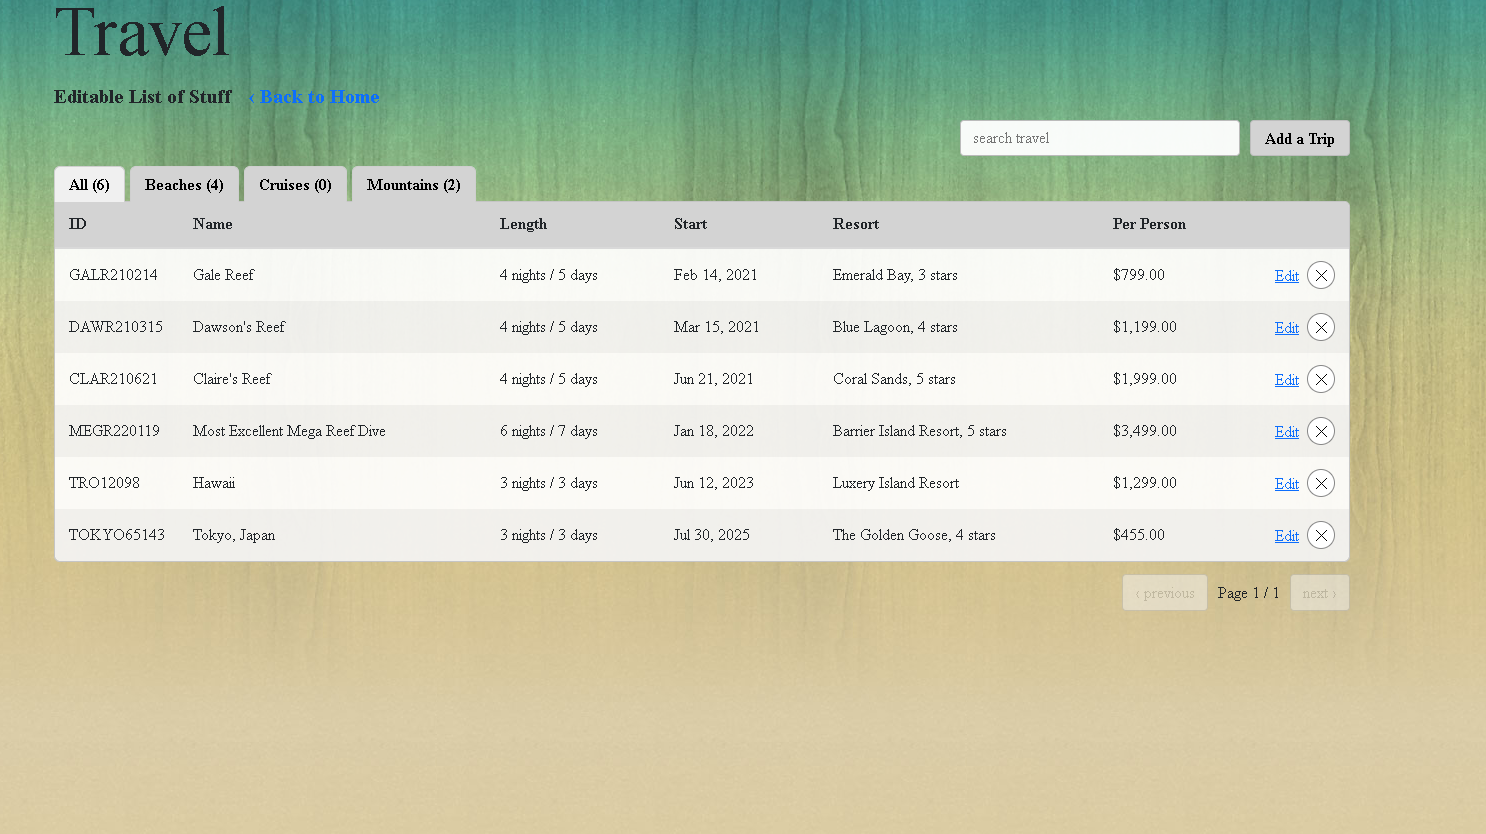 Travel
Editable List of Stuff ‹ Back to Home
search travel Add a Trip
All (6) Beaches (4) Cruises (0) Mountains (2)
ID Name Length Start Resort Per Person
GALR210214 Gale Reef 4 nights / 5 days Feb 14, 2021 Emerald Bay, 3 stars $799.00 Edit
DAWR210315 Dawson's Reef 4 nights / 5 days Mar 15, 2021 Blue Lagoon, 4 stars $1,199.00 Edit
CLAR210621 Claire's Reef 4 nights / 5 days Jun 21, 2021 Coral Sands, 5 stars $1,999.00 Edit
MEGR220119 Most Excellent Mega Reef Dive 6 nights / 7 days Jan 18, 2022 Barrier Island Resort, 5 stars $3,499.00 Edit
TRO12098 Hawaii 3 nights / 3 days Jun 12, 2023 Luxery Island Resort $1,299.00 Edit
TOKYO65143 Tokyo, Japan 3 nights / 3 days Jul 30, 2025 The Golden Goose, 4 stars $455.00 Edit
‹ previous Page 1 / 1 next ›